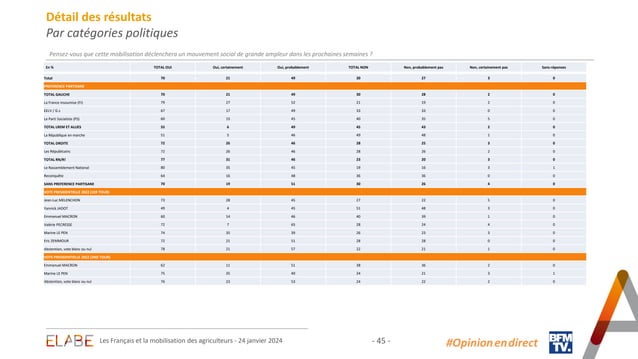 Détail des résultats
Par catégories politiques
Pensez-vous que cette mobilisation déclenchera un mouvement social de grande ampleur dans les prochaines semaines ?
En % TOTAL OUI Oui, certainement Oui, probablement TOTAL NON Non, probablement pas Non, certainement pas Sans réponses
Total 70 21 49 30 27 3 0
PREFERENCE PARTISANE
TOTAL GAUCHE 70 21 49 30 28 2 0
La France insoumise (FI) 79 27 52 21 19 2 0
EELV / G.s 67 17 49 33 33 0 0
Le Parti Socialiste (PS) 60 15 45 40 35 5 0
TOTAL LREM ET ALLIES 55 6 49 45 43 2 0
La République en marche 51 5 46 49 48 1 0
TOTAL DROITE 72 26 46 28 25 3 0
Les Républicains 72 26 46 28 26 2 0
TOTAL RN/R! 77 31 46 23 20 3 0
Le Rassemblement National 80 35 45 19 16 3 1
Reconquête 64 16 48 36 36 0 0
SANS PREFERENCE PARTISANE 70 19 51 30 26 4 0
VOTE PRESIDENTIELLE 2022 (1ER TOUR)
Jean-Luc MELENCHON 73 28 45 27 22 5 0
Yannick JADOT 49 4 45 51 48 3 0
Emmanuel MACRON 60 14 46 40 39 1 0
Valérie PECRESSE 72 7 65 28 24 4 0
Marine LE PEN 74 35 39 26 23 3 0
Eric ZEMMOUR 72 21 51 28 28 0 0
Abstention, vote blanc ou nul 78 21 57 22 21 1 0
VOTE PRESIDENTIELLE 2022 (2ND TOUR)
Emmanuel MACRON 62 11 51 38 36 2 0
Marine LE PEN 75 35 40 24 21 3 1
Abstention, vote blanc ou nul 76 23 53 24 22 2 0
ELABE Les Français et la mobilisation des agriculteurs - 24 janvier 2024 - 45 - #Opinion en direct BFM TV.